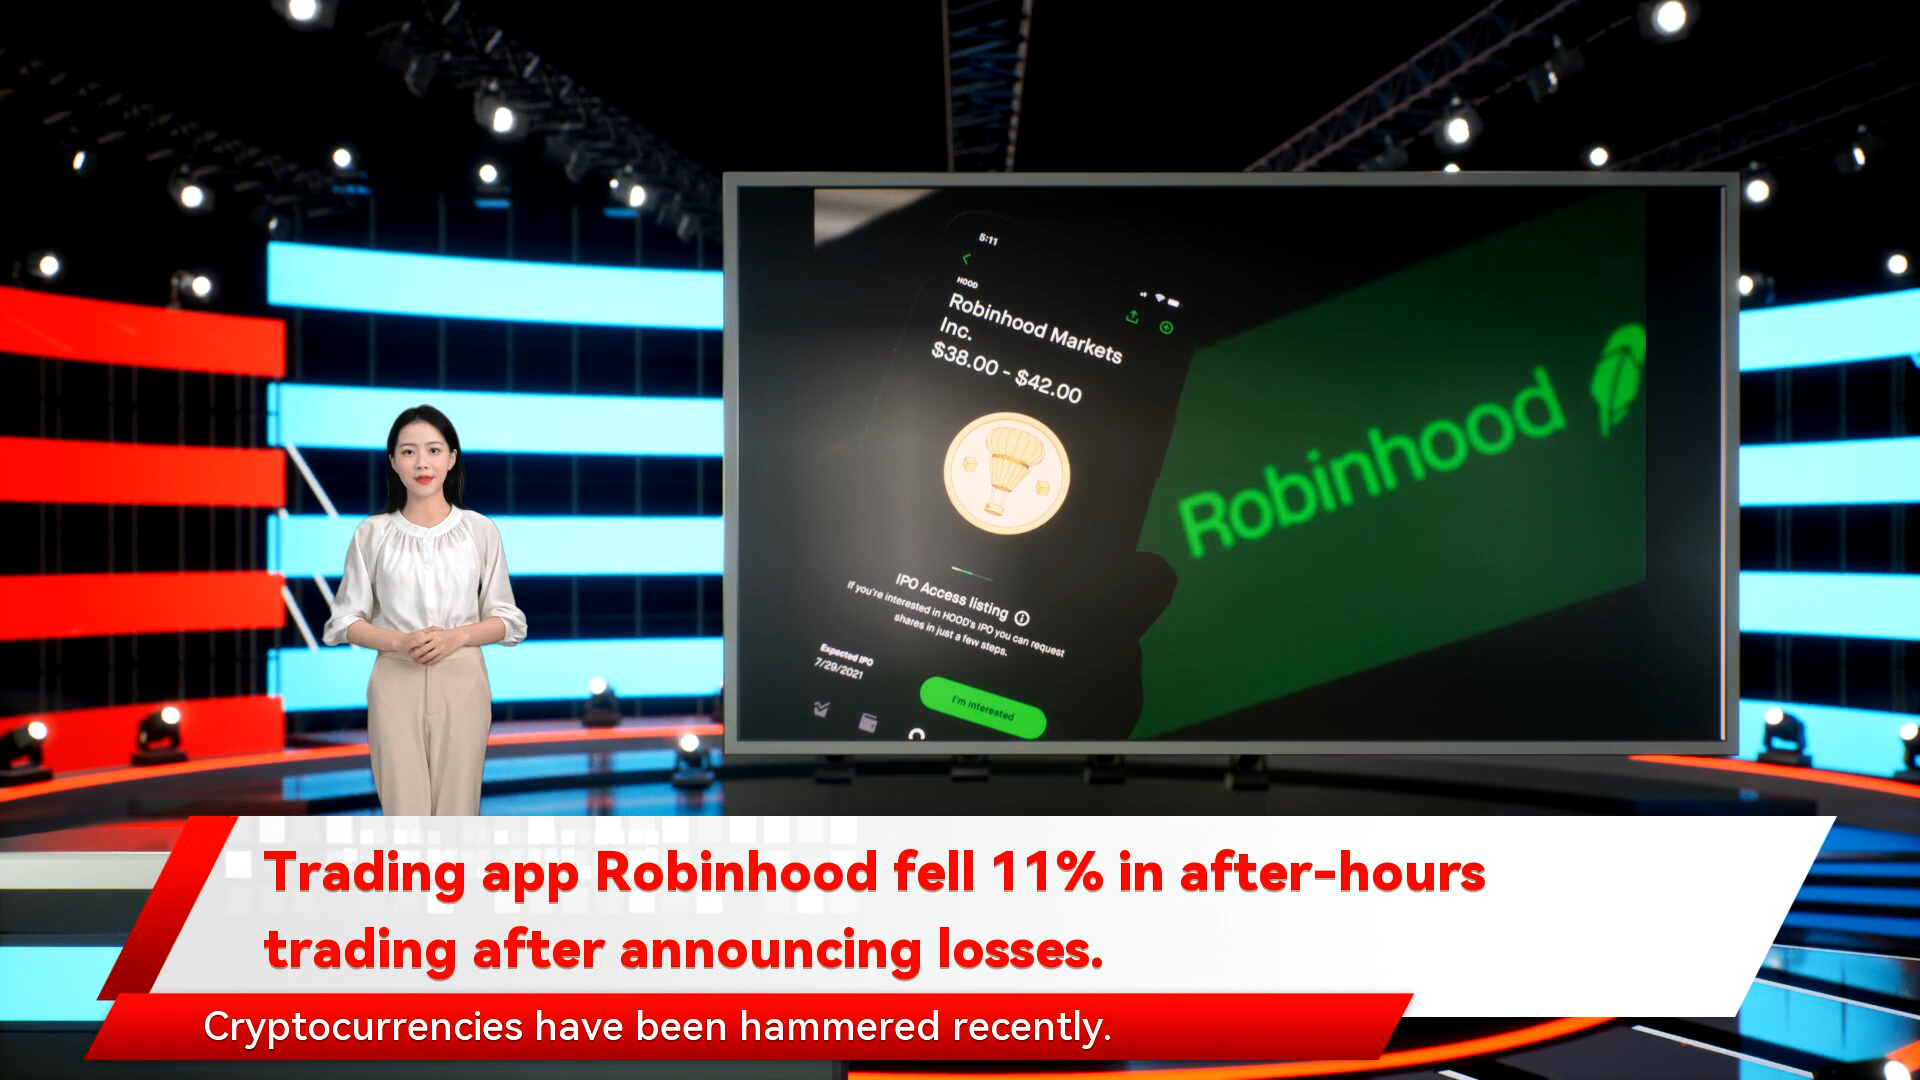 5:11
HOOD
Robinhood Markets
Inc.
$38.00 - $42.00
IPO Access listing
If you're interested in HOOD's IPO you can request
shares in just a few steps.
Expected IPO
7/29/2021
I'm interested
Robinhood
Trading app Robinhood fell 11% in after-hours
trading after announcing losses.
Cryptocurrencies have been hammered recently.